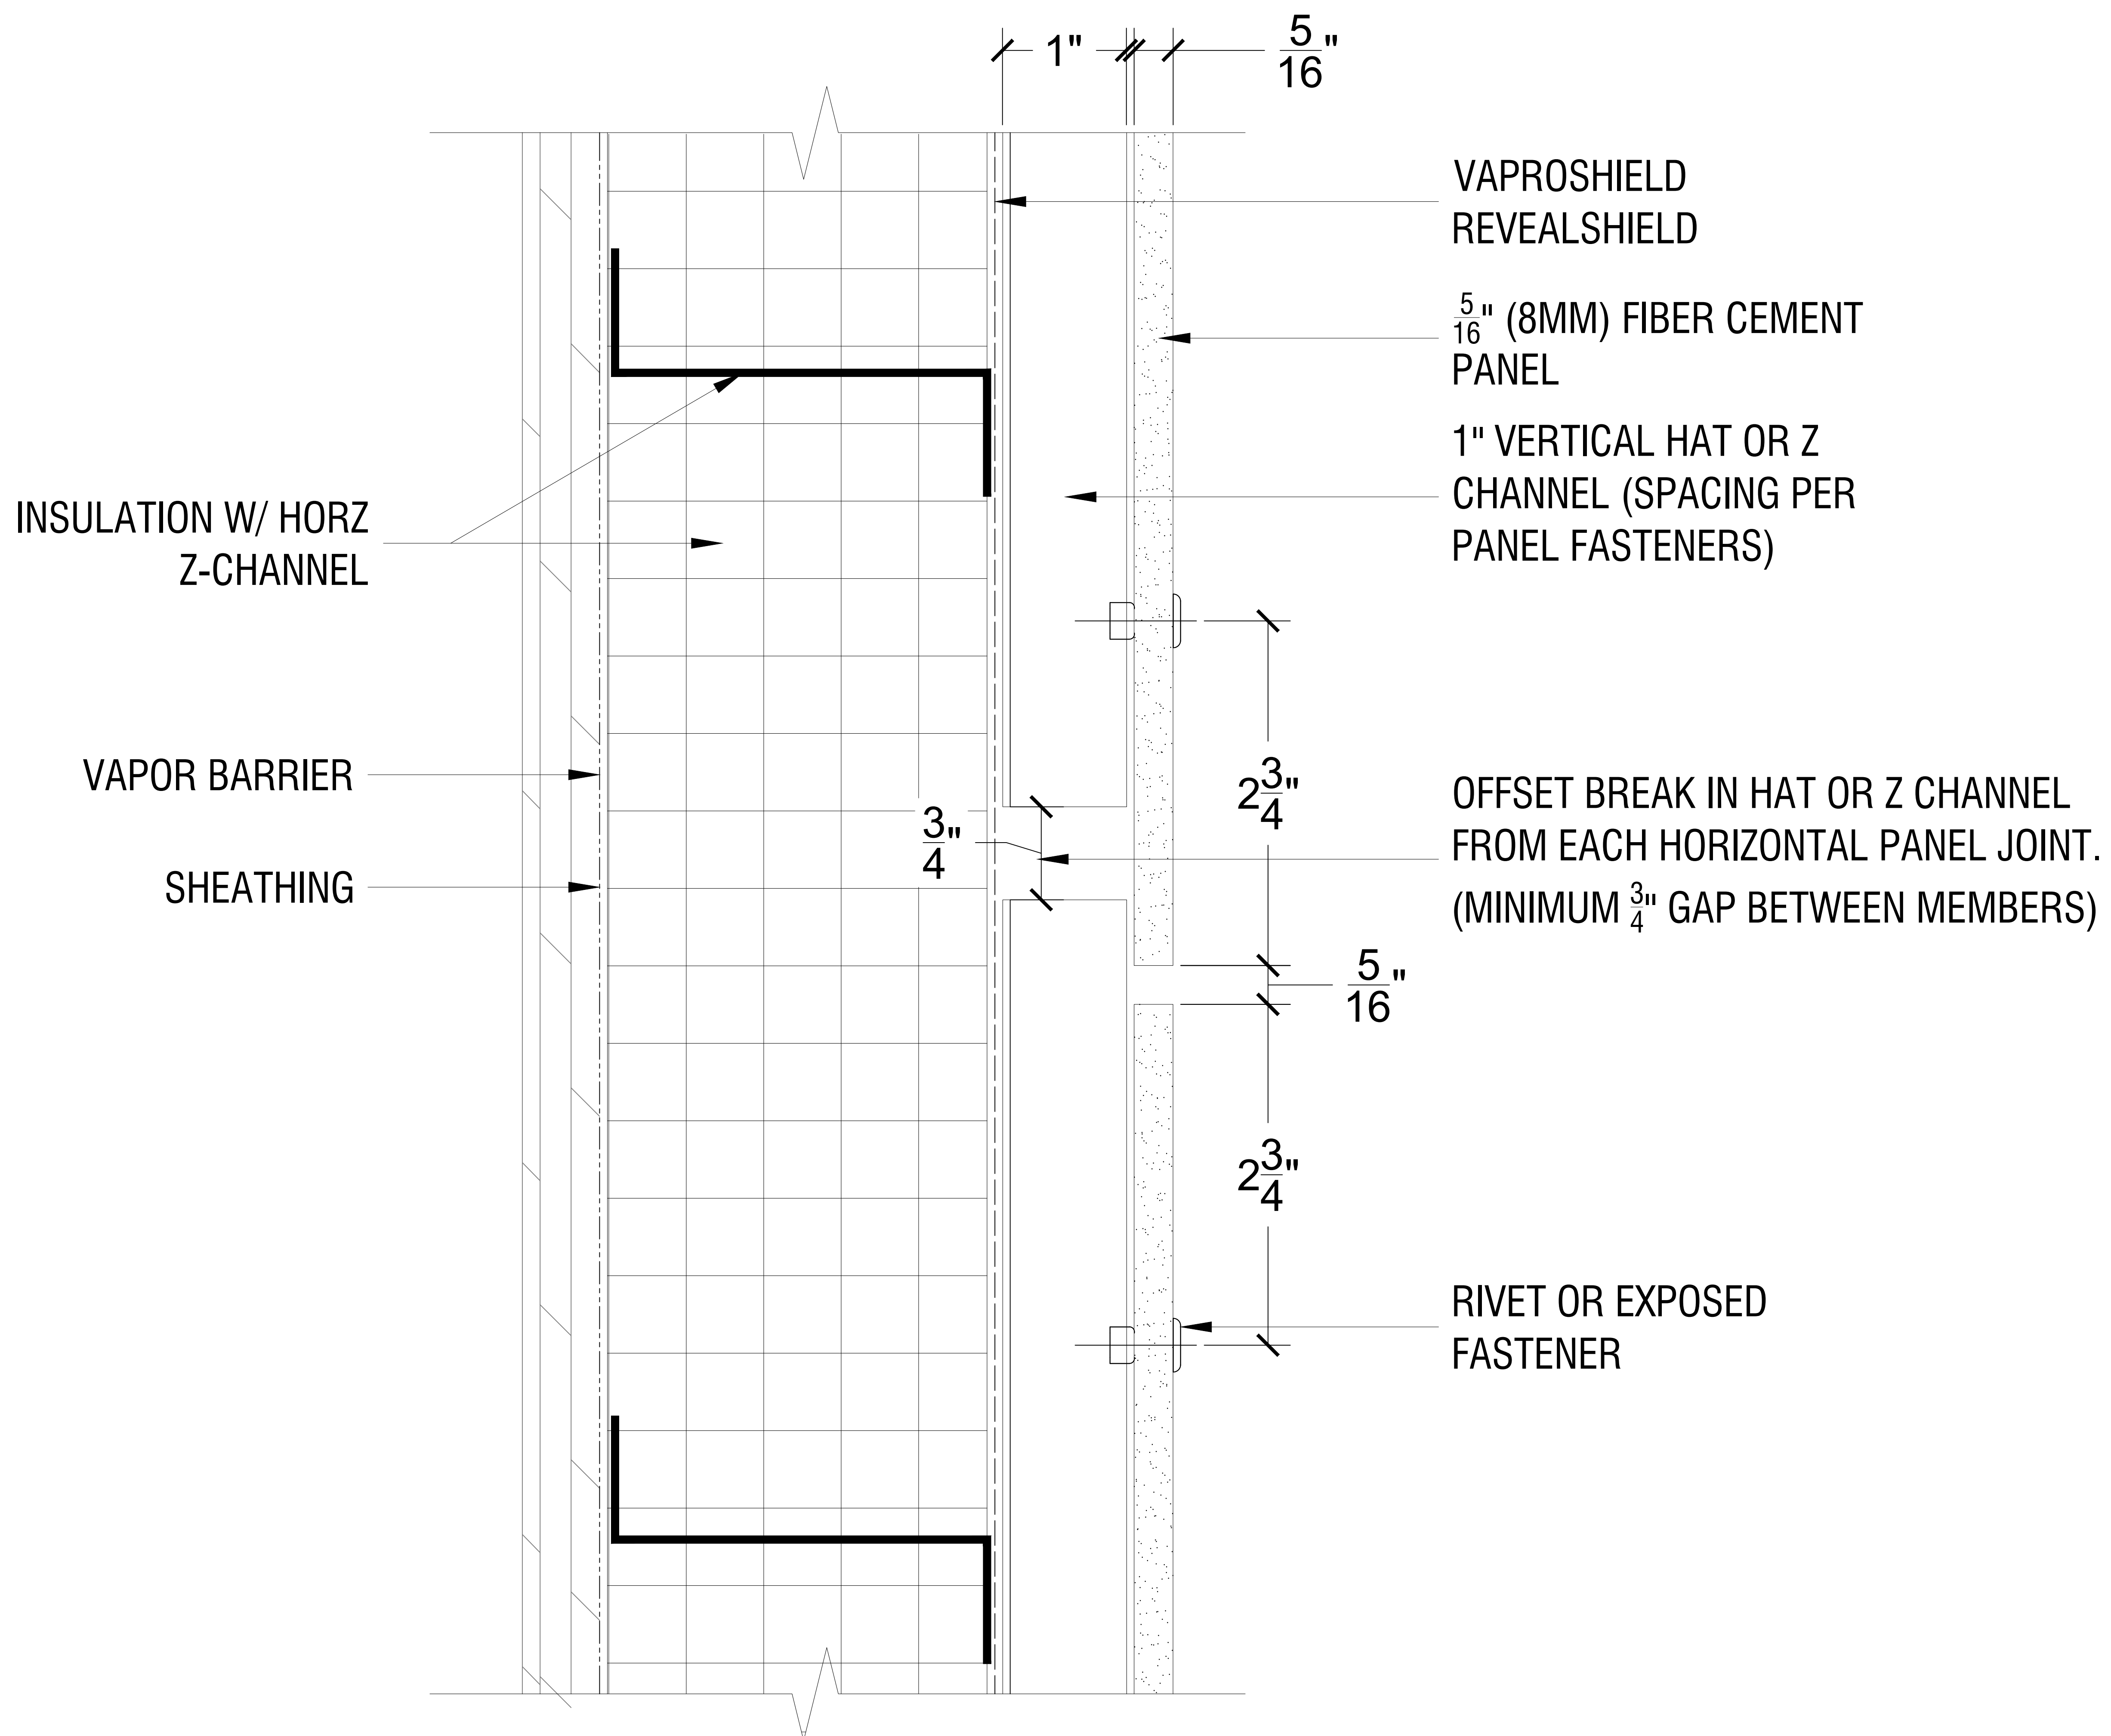 1"
5/16"
VAPROSHIELD
REVEALSHIELD
5/16" (8MM) FIBER CEMENT
PANEL
1" VERTICAL HAT OR Z
CHANNEL (SPACING PER
PANEL FASTENERS)
INSULATION W/ HORZ
Z-CHANNEL
VAPOR BARRIER
SHEATHING
3/4"
2 3/4"
OFFSET BREAK IN HAT OR Z CHANNEL
FROM EACH HORIZONTAL PANEL JOINT.
(MINIMUM 3/4" GAP BETWEEN MEMBERS)
5/16"
2 3/4"
RIVET OR EXPOSED
FASTENER